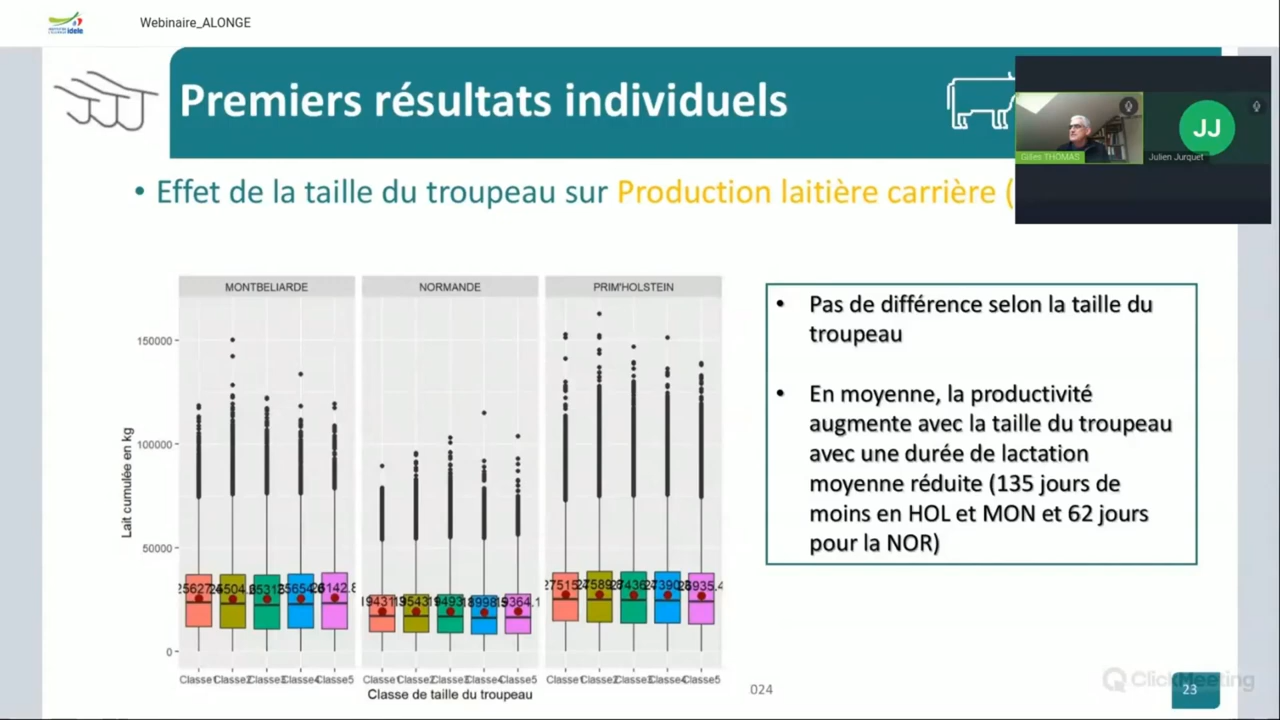 idele
Webinaire_ALONGE
Premiers résultats individuels
Gilles THOMAS
JJ
Julien Jurquet
• Effet de la taille du troupeau sur Production laitière carrière (
MONTBELIARDE NORMANDE PRIM'HOLSTEIN
150000
100000
50000
0
Lait cumulée en kg
Classe1 Classe2 Classe3 Classe4 Classe5 Classe1 Classe2 Classe3 Classe4 Classe5 Classe1 Classe2 Classe3 Classe4 Classe5
Classe de taille du troupeau
• Pas de différence selon la taille du
troupeau
• En moyenne, la productivité
augmente avec la taille du troupeau
avec une durée de lactation
moyenne réduite (135 jours de
moins en HOL et MON et 62 jours
pour la NOR)
024
ClickMeeting
23